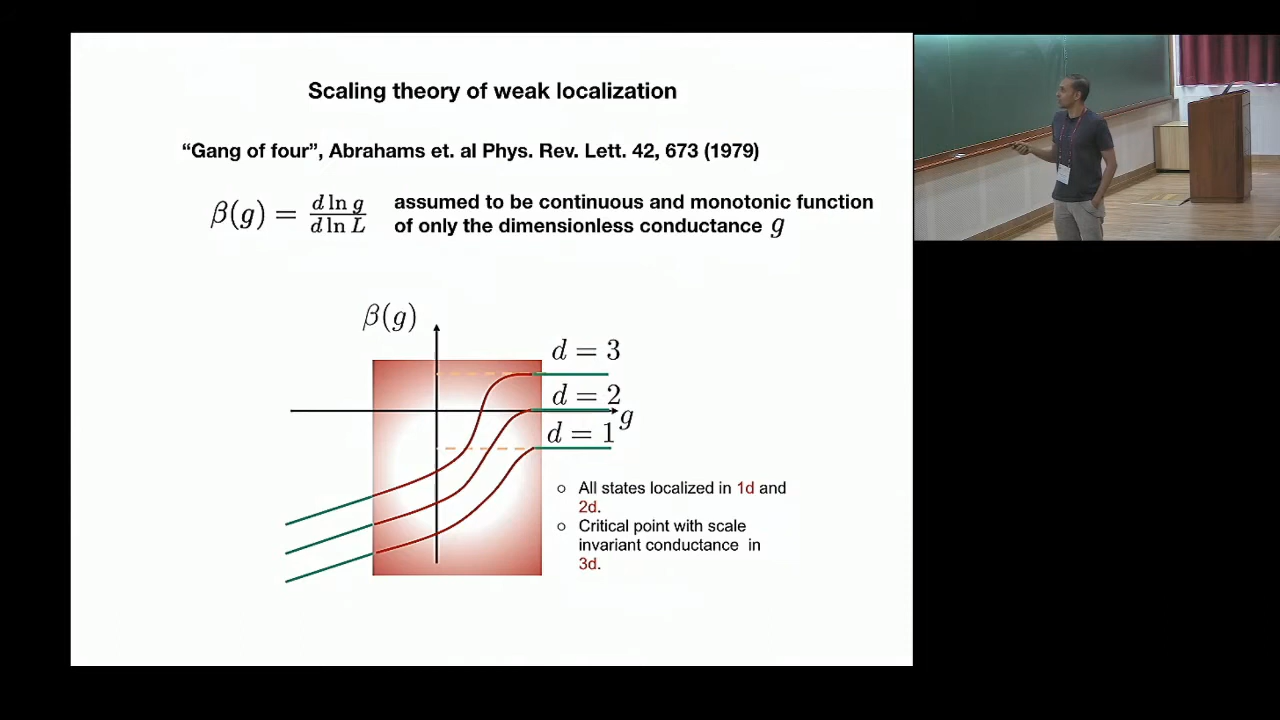 Scaling theory of weak localization
“Gang of four”, Abrahams et. al Phys. Rev. Lett. 42, 673 (1979)
β(g) = d ln g / d ln L
assumed to be continuous and monotonic function
of only the dimensionless conductance g
β(g)
d = 3
d = 2
g
d = 1
○ All states localized in 1d and
2d.
○ Critical point with scale
invariant conductance in
3d.